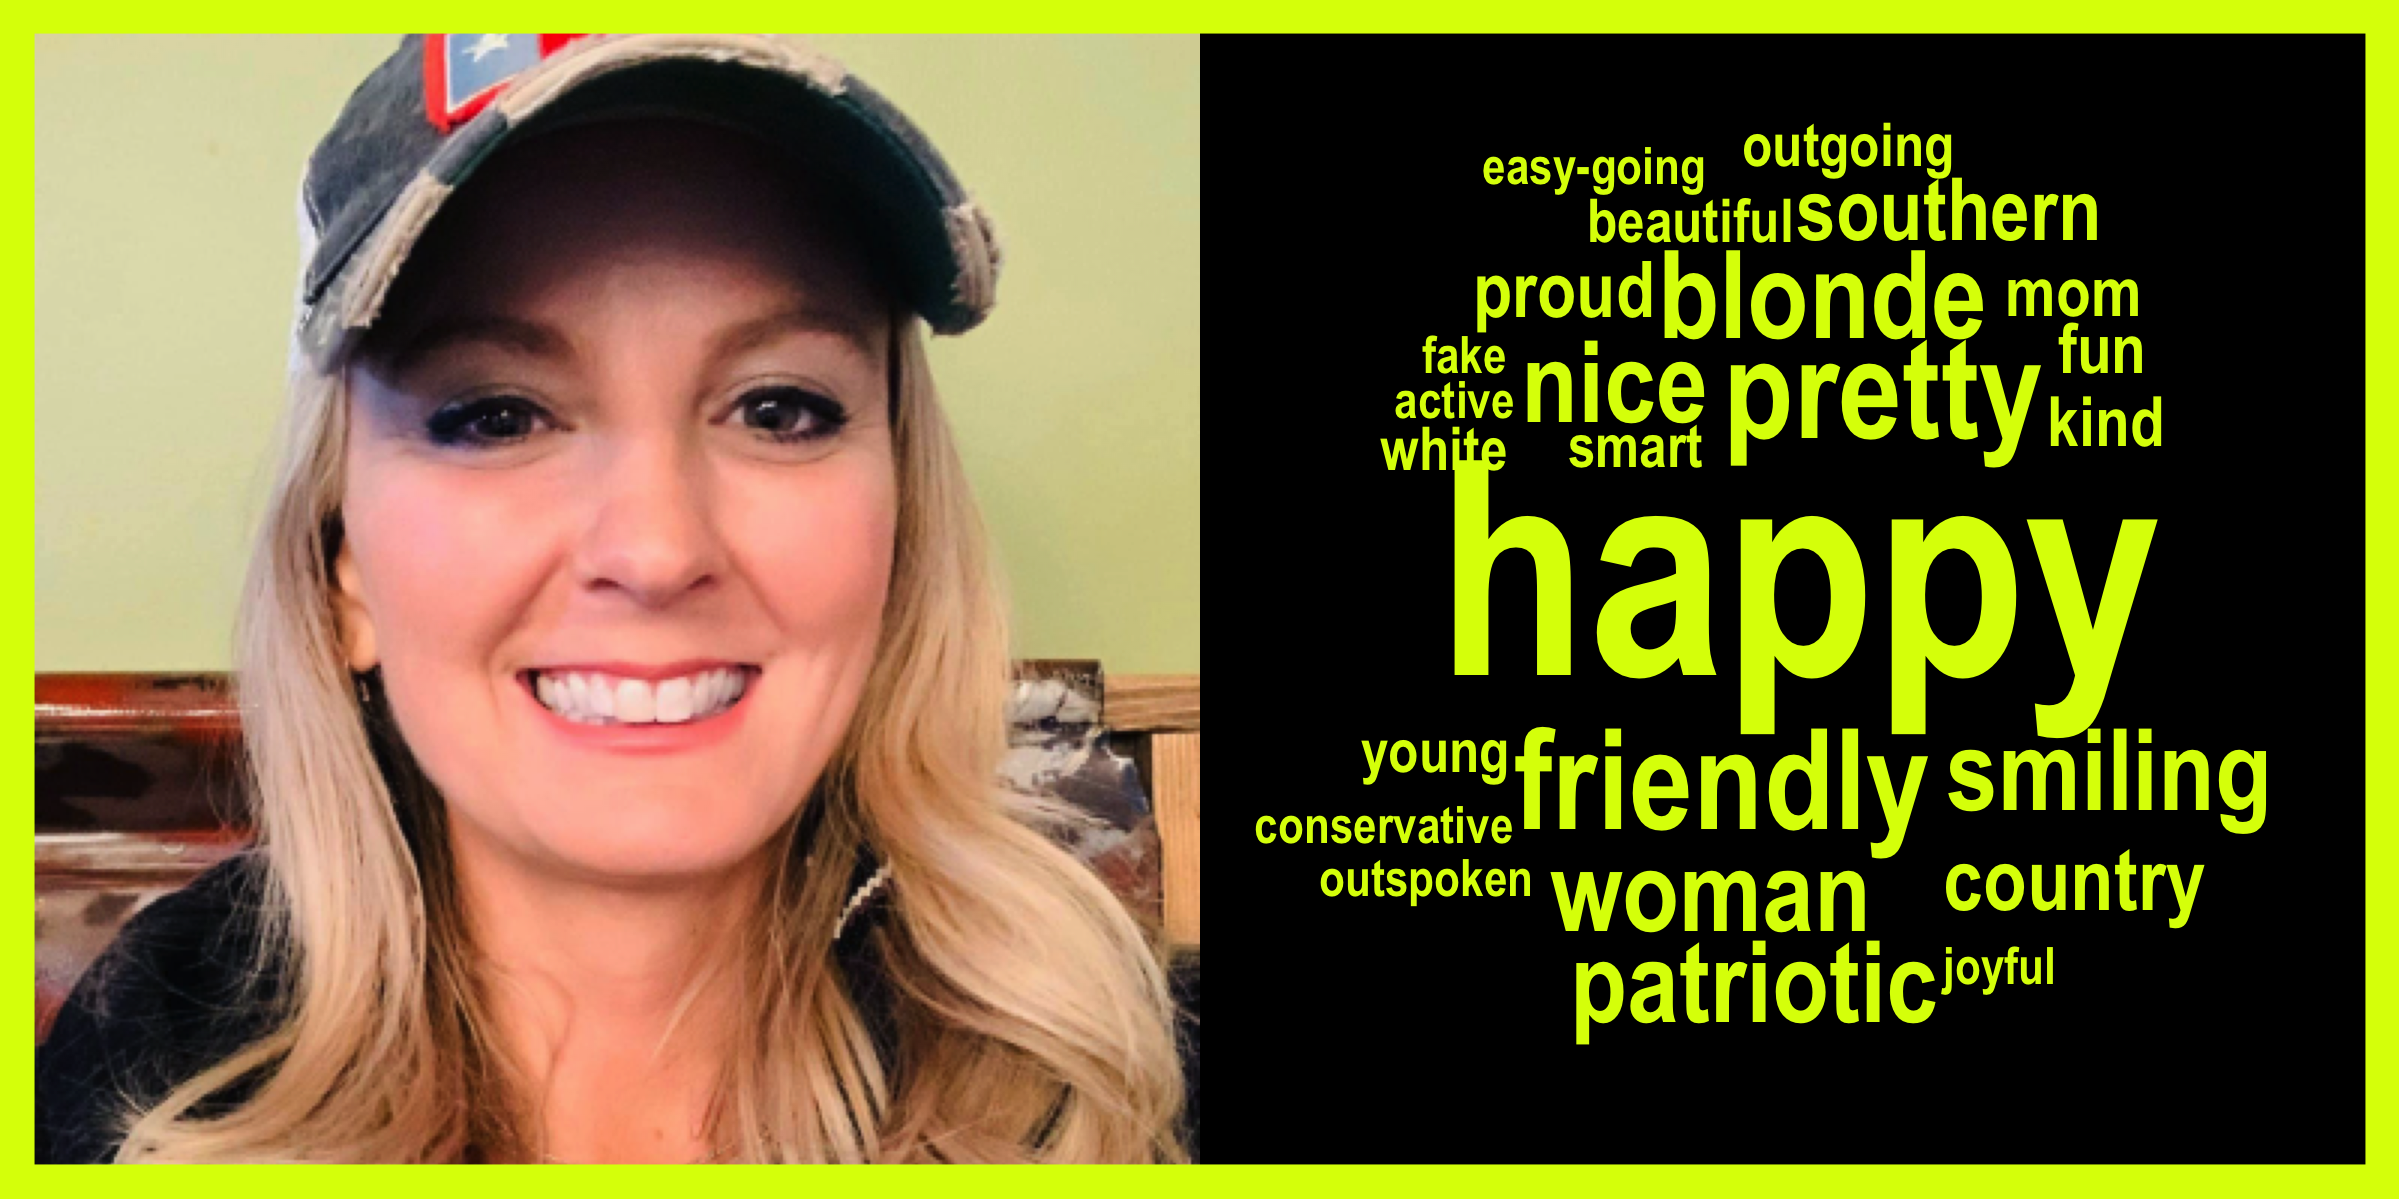 easy-going outgoing
beautiful southern
proud blonde mom
fake nice pretty fun
active kind
white smart
happy
young friendly smiling
conservative
outspoken woman country
patriotic joyful